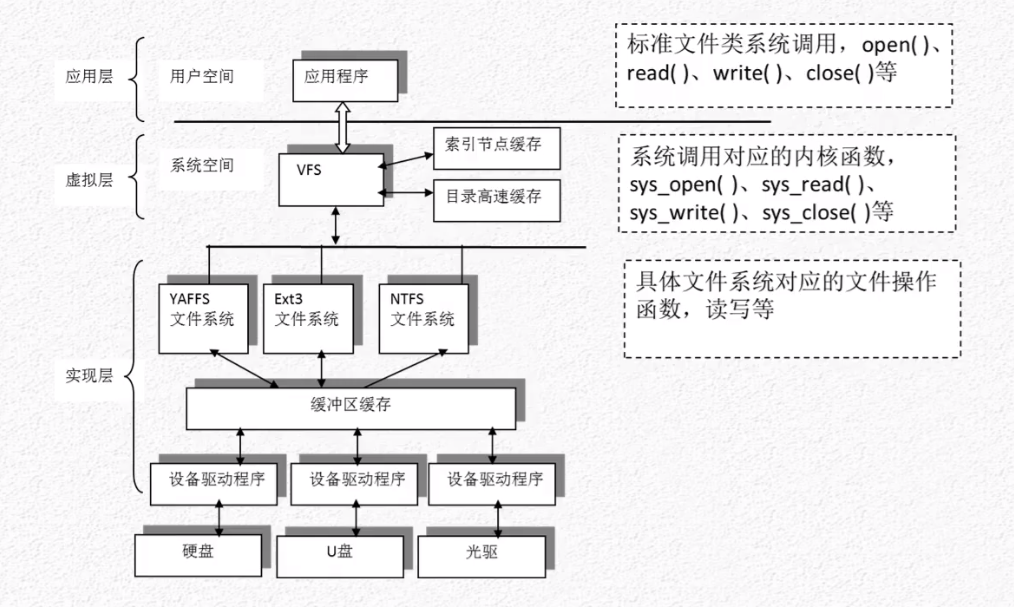 应用层
用户空间
应用程序
标准文件类系统调用，open( )、
read( )、write( )、close( )等
虚拟层
系统空间
VFS
索引节点缓存
目录高速缓存
系统调用对应的内核函数，
sys_open( )、sys_read( )、
sys_write( )、sys_close( )等
实现层
YAFFS
文件系统
Ext3
文件系统
NTFS
文件系统
具体文件系统对应的文件操作
函数，读写等
缓冲区缓存
设备驱动程序
设备驱动程序
设备驱动程序
硬盘
U盘
光驱